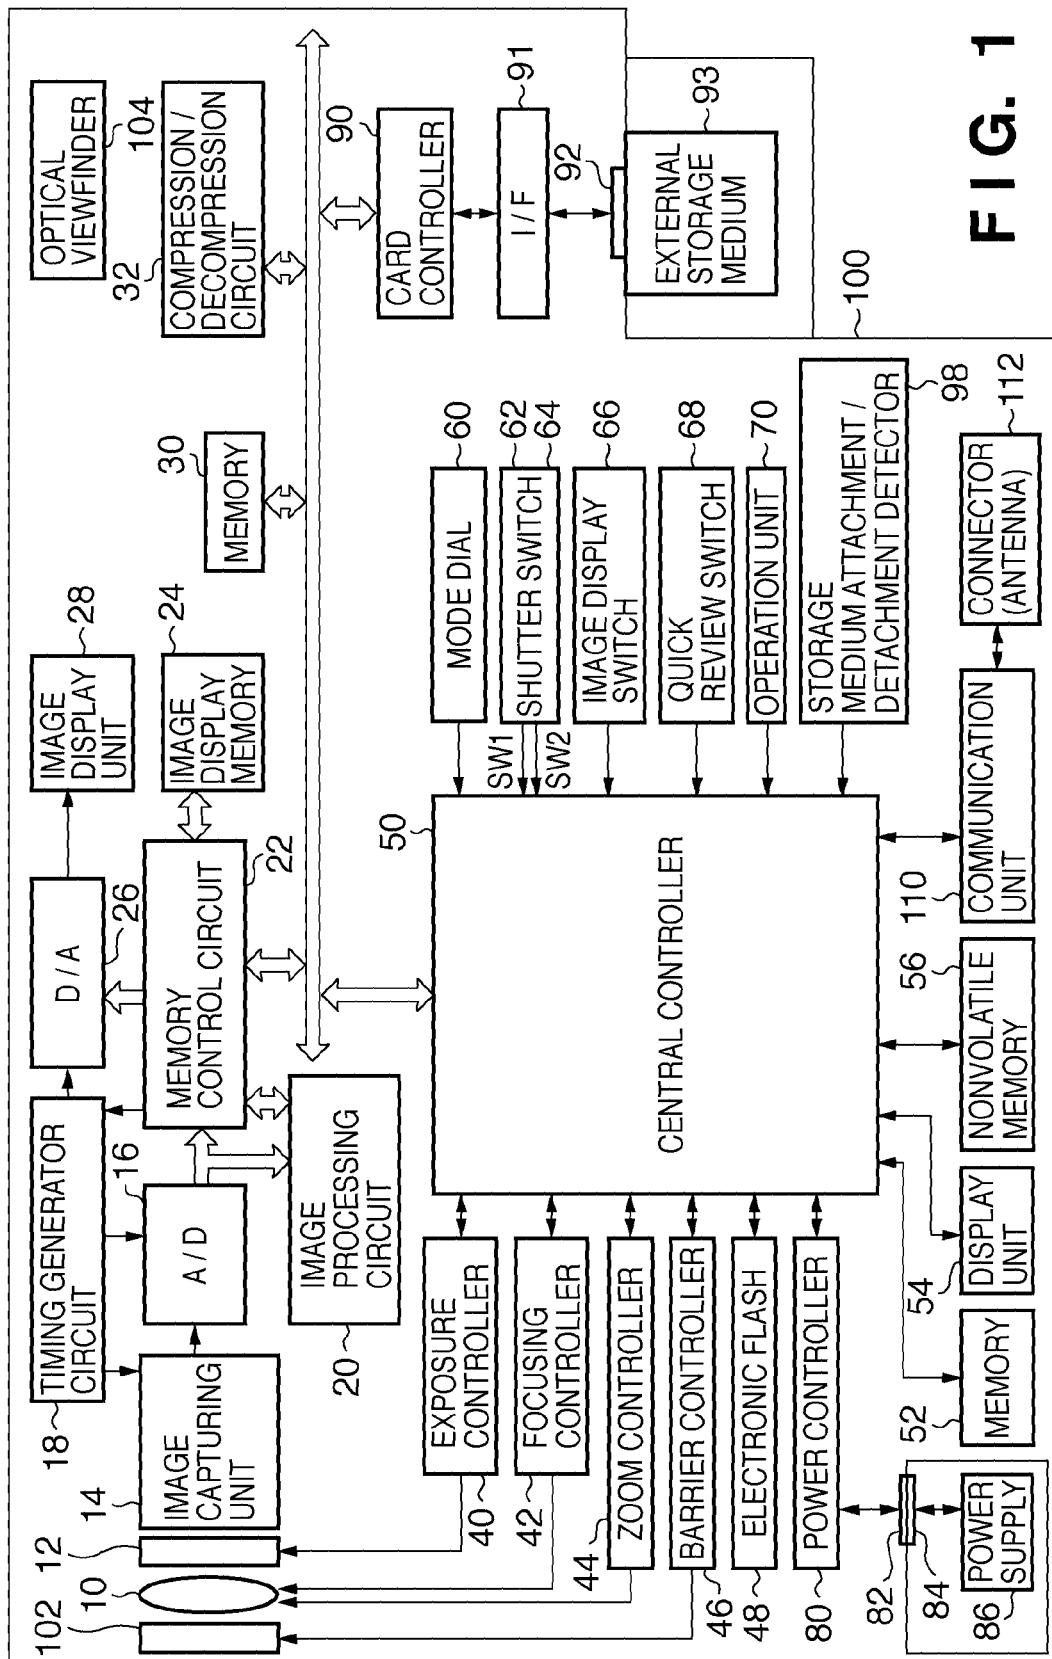 FIG. 1
102
10
12
14
IMAGE
CAPTURING
UNIT
18
TIMING GENERATOR
CIRCUIT
16
A / D
26
D / A
IMAGE
DISPLAY
UNIT
28
24
IMAGE
DISPLAY
MEMORY
MEMORY
CONTROL CIRCUIT
22
20
IMAGE
PROCESSING
CIRCUIT
30
MEMORY
OPTICAL
VIEWFINDER
104
32
COMPRESSION /
DECOMPRESSION
CIRCUIT
90
CARD
CONTROLLER
91
I / F
92
93
EXTERNAL
STORAGE
MEDIUM
100
EXPOSURE
CONTROLLER
40
FOCUSING
CONTROLLER
42
44
ZOOM CONTROLLER
BARRIER CONTROLLER
46
ELECTRONIC FLASH
48
POWER CONTROLLER
80
50
CENTRAL CONTROLLER
MODE DIAL
60
SW1
SW2
SHUTTER SWITCH
62
64
IMAGE DISPLAY
SWITCH
66
QUICK
REVIEW SWITCH
68
OPERATION UNIT
70
STORAGE
MEDIUM ATTACHMENT /
DETACHMENT DETECTOR
98
82
84
86
POWER
SUPPLY
52
MEMORY
54
DISPLAY
UNIT
56
NONVOLATILE
MEMORY
110
COMMUNICATION
UNIT
CONNECTOR
(ANTENNA)
112